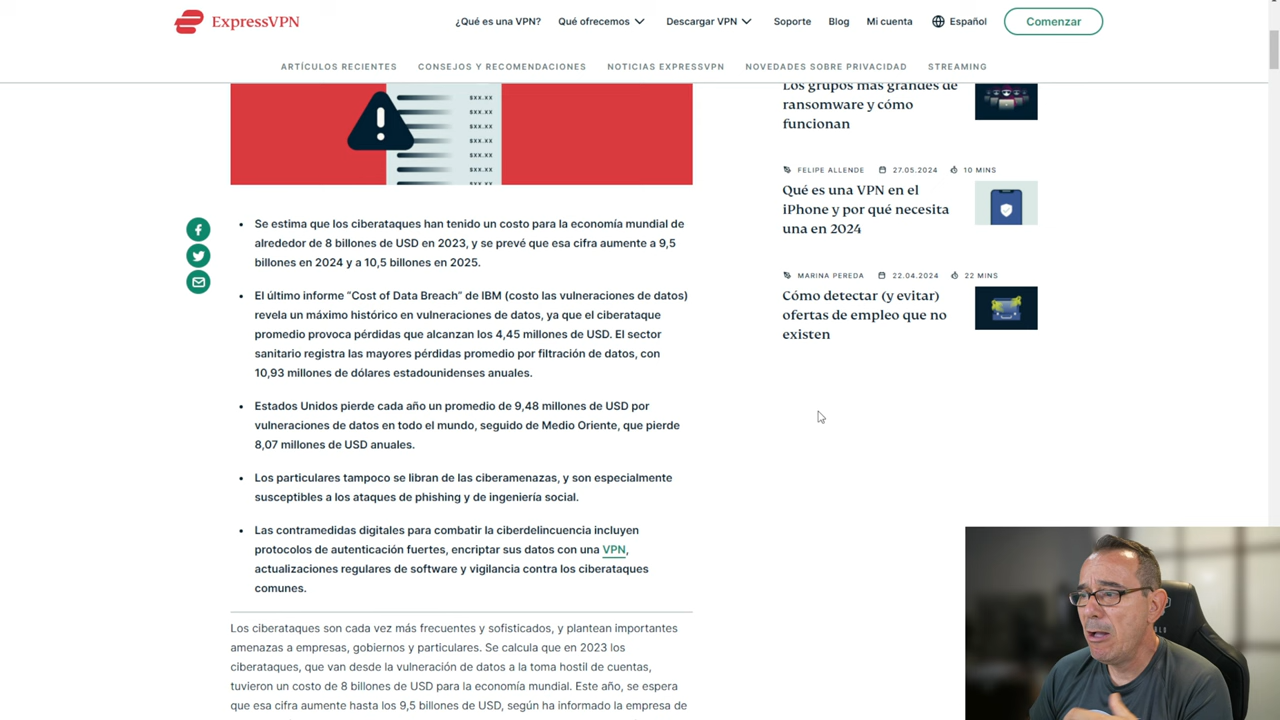 ExpressVPN
¿Qué es una VPN?
Qué ofrecemos
Descargar VPN
Soporte
Blog
Mi cuenta
Español
Comenzar
ARTÍCULOS RECIENTES
CONSEJOS Y RECOMENDACIONES
NOTICIAS EXPRESSVPN
NOVEDADES SOBRE PRIVACIDAD
STREAMING
!
$XX.XX
$XX.XX
$XX.XX
$XX.XX
$XX.XX
$XX.XX
$XX.XX
• Se estima que los ciberataques han tenido un costo para la economía mundial de
alrededor de 8 billones de USD en 2023, y se prevé que esa cifra aumente a 9,5
billones en 2024 y a 10,5 billones en 2025.
• El último informe “Cost of Data Breach” de IBM (costo las vulneraciones de datos)
revela un máximo histórico en vulneraciones de datos, ya que el ciberataque
promedio provoca pérdidas que alcanzan los 4,45 millones de USD. El sector
sanitario registra las mayores pérdidas promedio por filtración de datos, con
10,93 millones de dólares estadounidenses anuales.
• Estados Unidos pierde cada año un promedio de 9,48 millones de USD por
vulneraciones de datos en todo el mundo, seguido de Medio Oriente, que pierde
8,07 millones de USD anuales.
• Los particulares tampoco se libran de las ciberamenazas, y son especialmente
susceptibles a los ataques de phishing y de ingeniería social.
• Las contramedidas digitales para combatir la ciberdelincuencia incluyen
protocolos de autenticación fuertes, encriptar sus datos con una VPN,
actualizaciones regulares de software y vigilancia contra los ciberataques
comunes.
Los ciberataques son cada vez más frecuentes y sofisticados, y plantean importantes
amenazas a empresas, gobiernos y particulares. Se calcula que en 2023 los
ciberataques, que van desde la vulneración de datos a la toma hostil de cuentas,
tuvieron un costo de 8 billones de USD para la economía mundial. Este año, se espera
que esa cifra aumente hasta los 9,5 billones de USD, según ha informado la empresa de
Los grupos más grandes de
ransomware y cómo
funcionan
FELIPE ALLENDE 27.05.2024 10 MINS
Qué es una VPN en el
iPhone y por qué necesita
una en 2024
MARINA PEREDA 22.04.2024 22 MINS
Cómo detectar (y evitar)
ofertas de empleo que no
existen